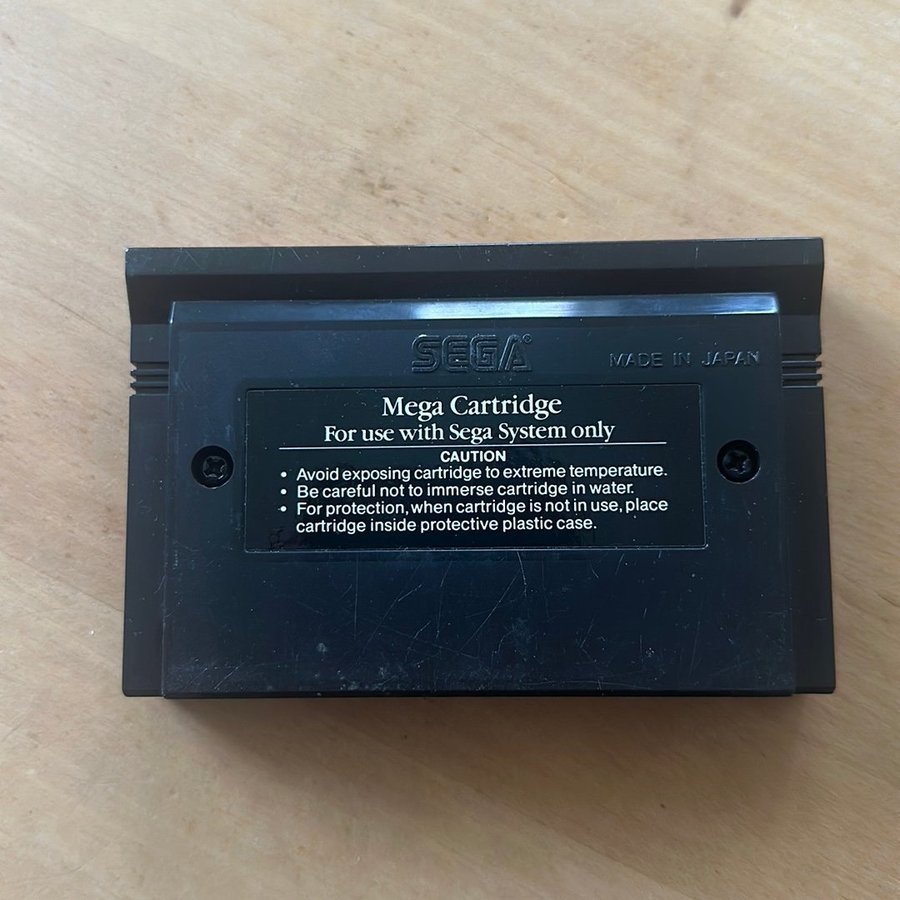 SEGA®
MADE IN JAPAN
Mega Cartridge
For use with Sega System only
CAUTION
• Avoid exposing cartridge to extreme temperature.
• Be careful not to immerse cartridge in water.
• For protection, when cartridge is not in use, place
cartridge inside protective plastic case.